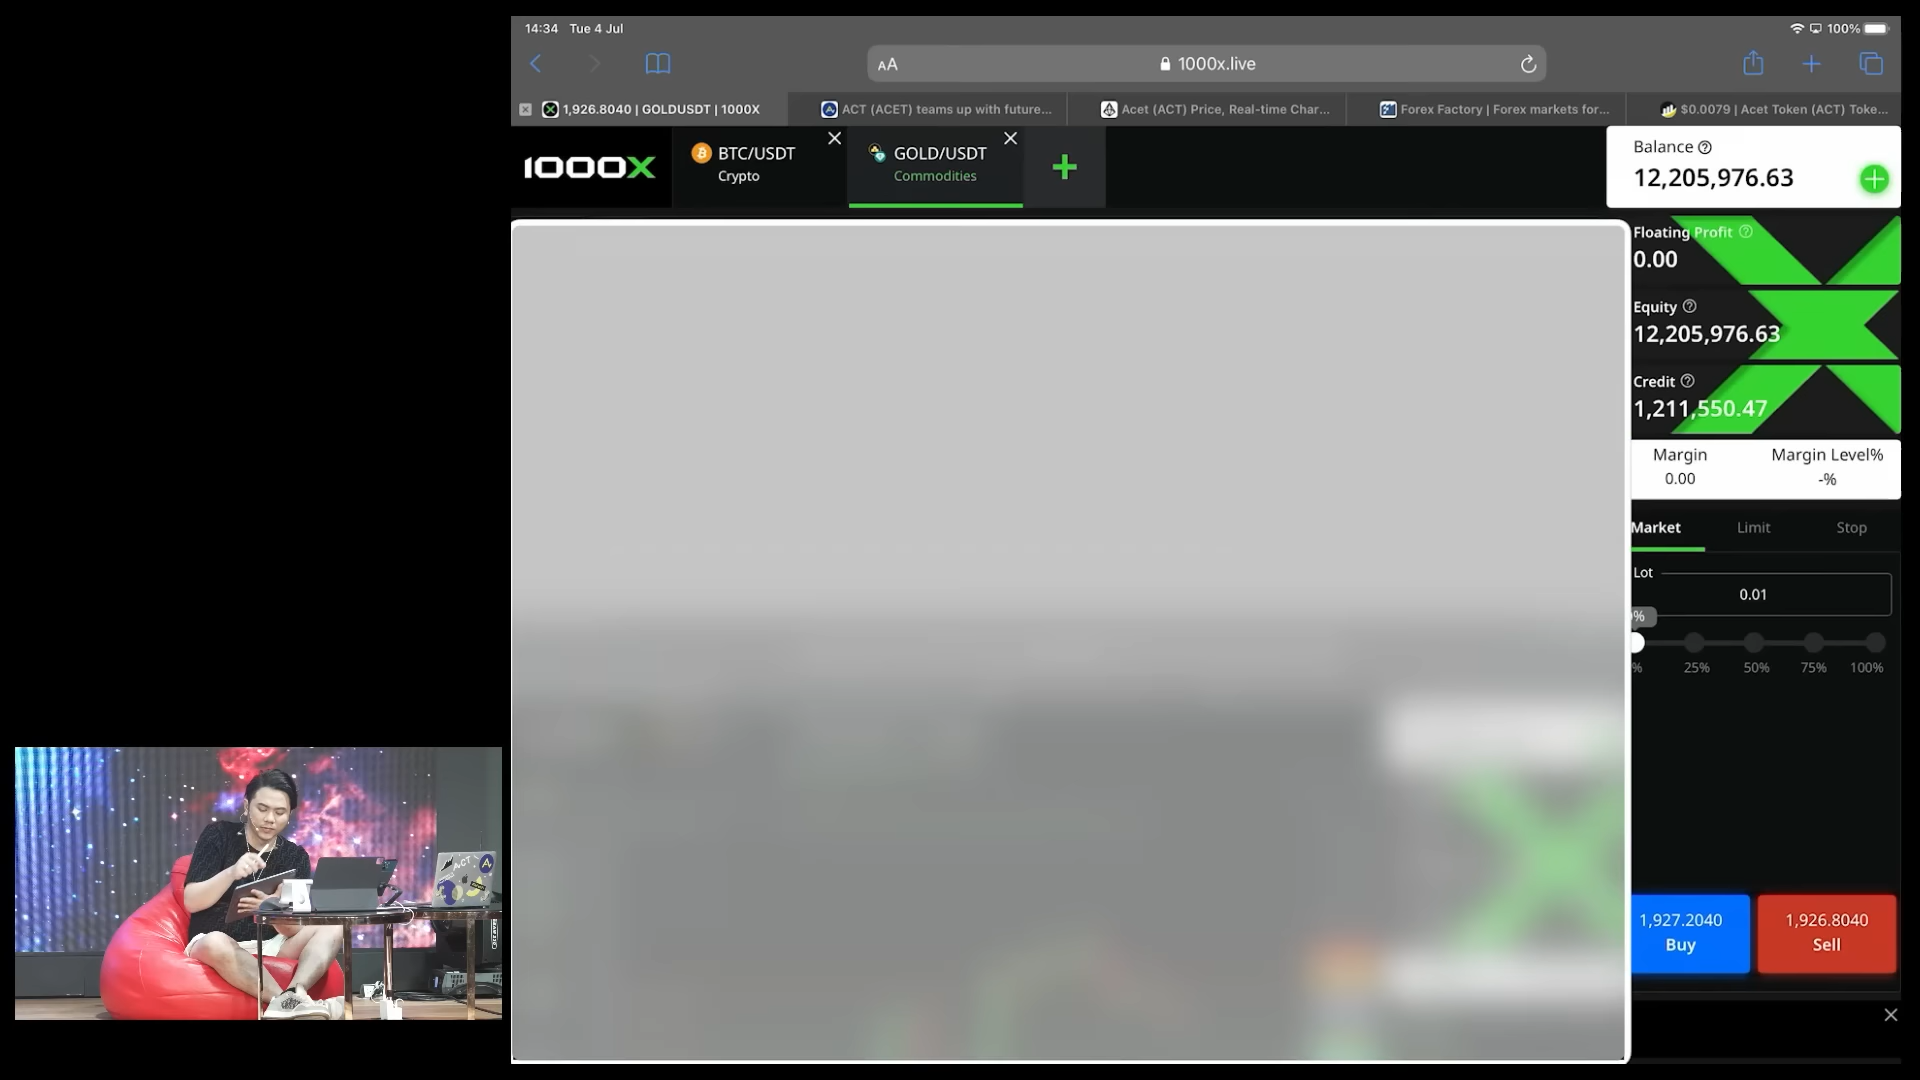 14:34 Tue 4 Jul
100%
AA 1000x.live
1,926.8040 | GOLDUSDT | 1000X
ACT (ACET) teams up with future...
Acet (ACT) Price, Real-time Char...
Forex Factory | Forex markets for...
$0.0079 | Acet Token (ACT) Toke...
1000X
BTC/USDT
Crypto
GOLD/USDT
Commodities
Balance
12,205,976.63
Floating Profit
0.00
Equity
12,205,976.63
Credit
1,211,550.47
Margin Margin Level%
0.00 -%
Market Limit Stop
Lot
0.01
%
% 25% 50% 75% 100%
1,927.2040
Buy
1,926.8040
Sell